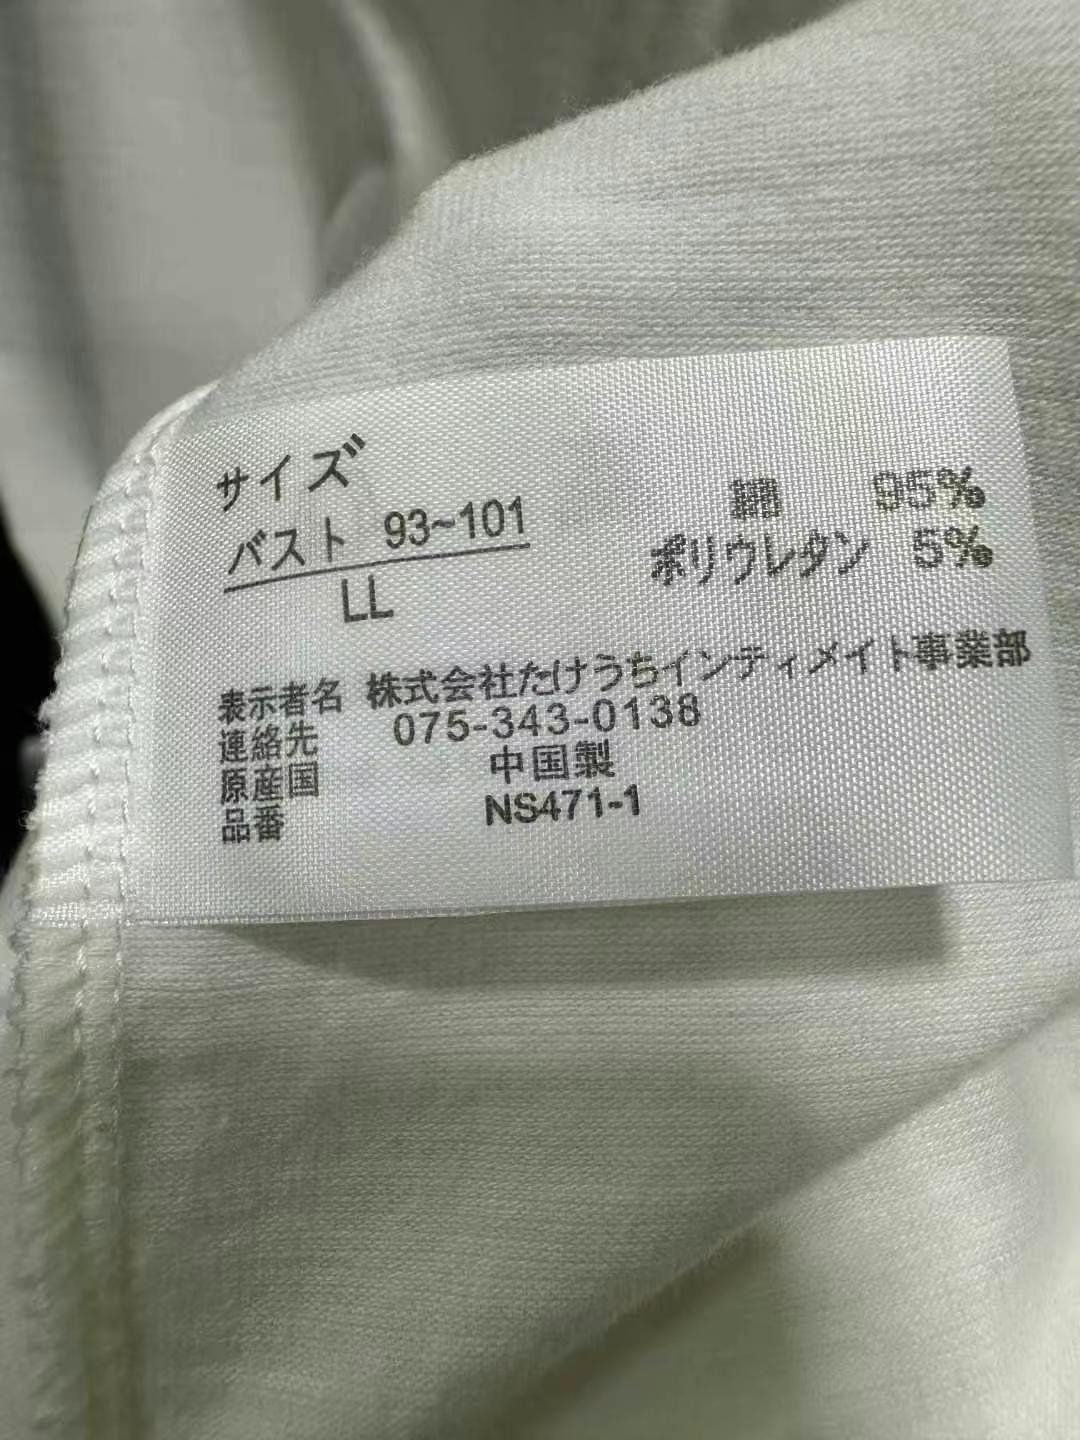 サイズ
バスト 93~101
LL
綿 95%
ポリウレタン 5%
表示者名 株式会社たけうちインティメイト事業部
連絡先 075-343-0138
原産国 中国製
品番 NS471-1